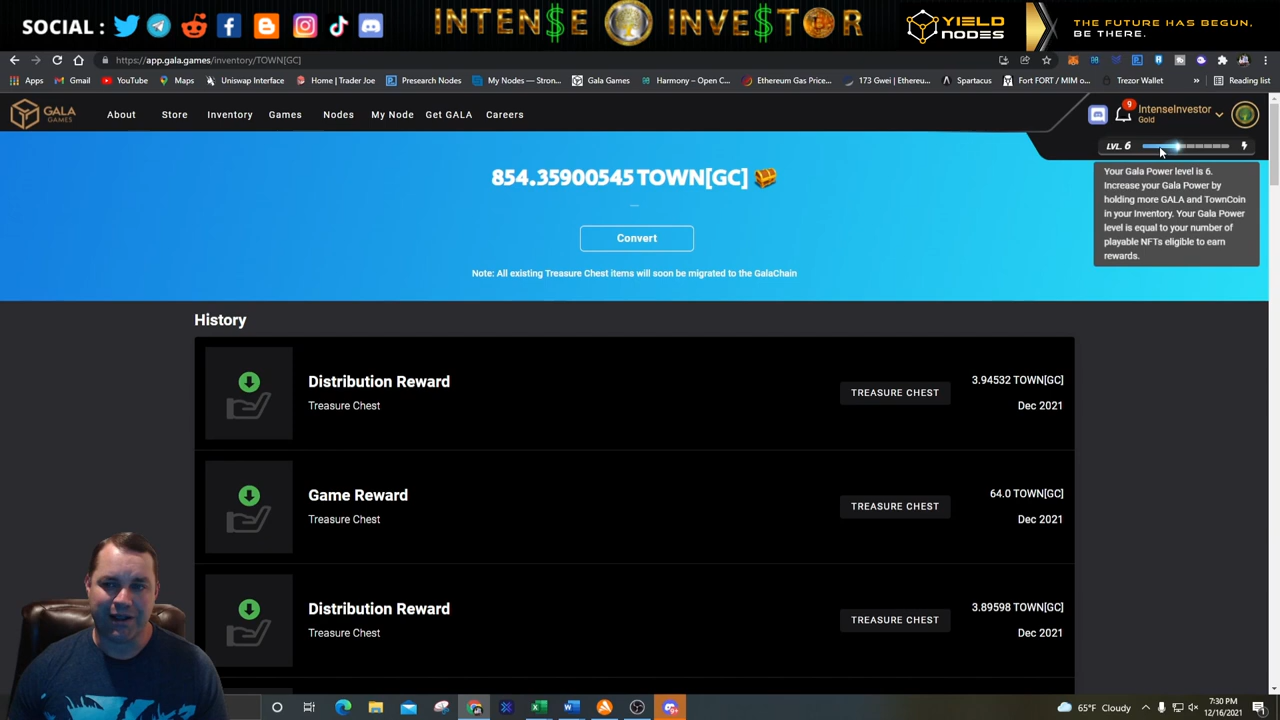 SOCIAL :
INTEN$E INVE$TOR
YIELD NODES
THE FUTURE HAS BEGUN,
BE THERE.
https://app.gala.games/inventory/TOWN[GC]
Apps Gmail YouTube Maps Uniswap Interface Home | Trader Joe Presearch Nodes My Nodes — Stron... Gala Games Harmony – Open C... Ethereum Gas Price... 173 Gwei | Ethereu... Spartacus Fort FORT / MIM o... Trezor Wallet » Reading list
GALA GAMES
About Store Inventory Games Nodes My Node Get GALA Careers
9
IntenseInvestor
Gold
LVL. 6
Your Gala Power level is 6.
Increase your Gala Power by
holding more GALA and TownCoin
in your Inventory. Your Gala Power
level is equal to your number of
playable NFTs eligible to earn
rewards.
854.35900545 TOWN[GC]
—
Convert
Note: All existing Treasure Chest items will soon be migrated to the GalaChain
History
Distribution Reward
Treasure Chest
TREASURE CHEST
3.94532 TOWN[GC]
Dec 2021
Game Reward
Treasure Chest
TREASURE CHEST
64.0 TOWN[GC]
Dec 2021
Distribution Reward
Treasure Chest
TREASURE CHEST
3.89598 TOWN[GC]
Dec 2021
65°F Cloudy
7:30 PM
12/16/2021